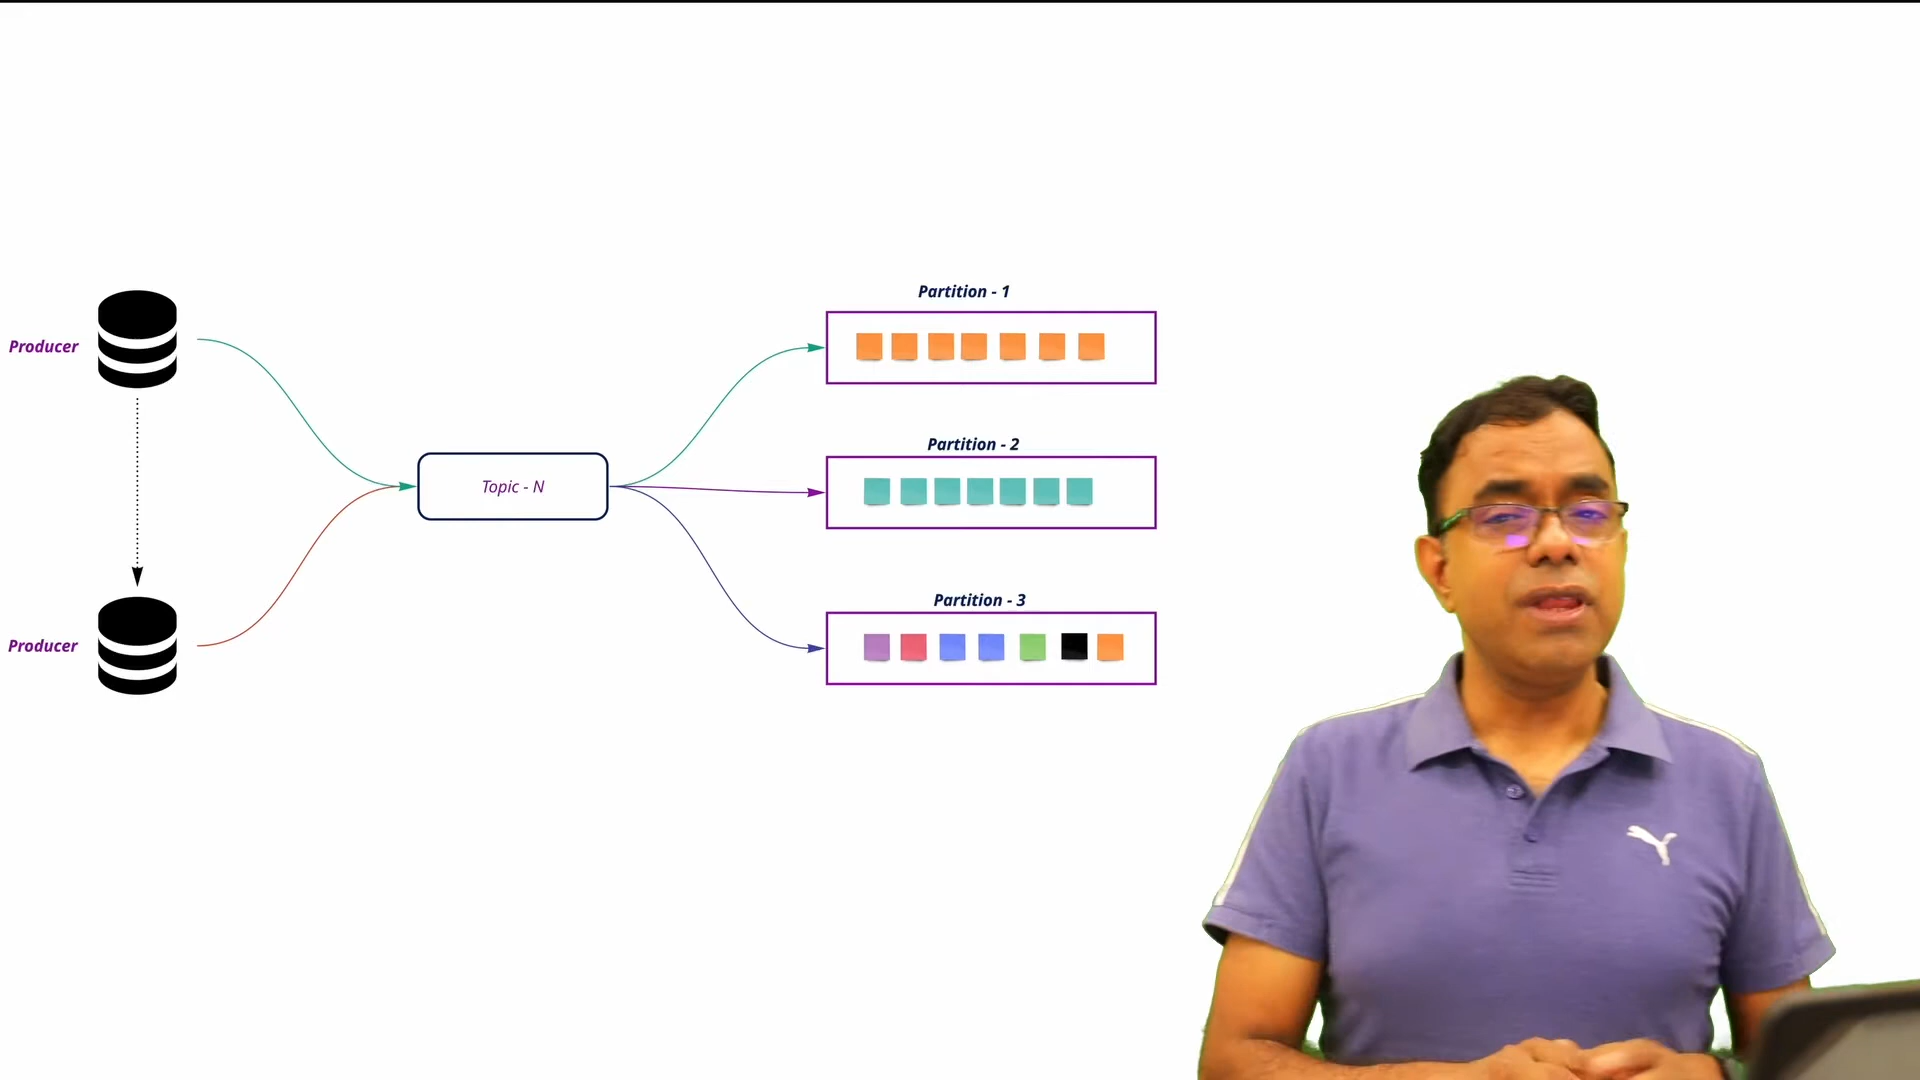 Producer
Producer
Topic - N
Partition - 1
Partition - 2
Partition - 3